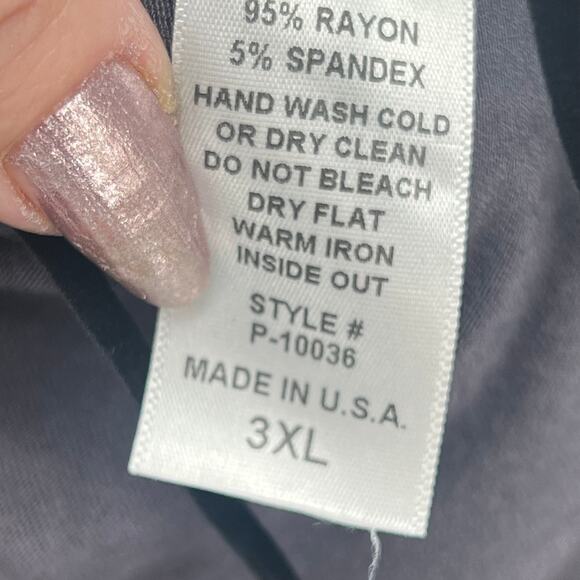 95% RAYON
5% SPANDEX
HAND WASH COLD
OR DRY CLEAN
DO NOT BLEACH
DRY FLAT
WARM IRON
INSIDE OUT
STYLE #
P-10036
MADE IN U.S.A.
3XL